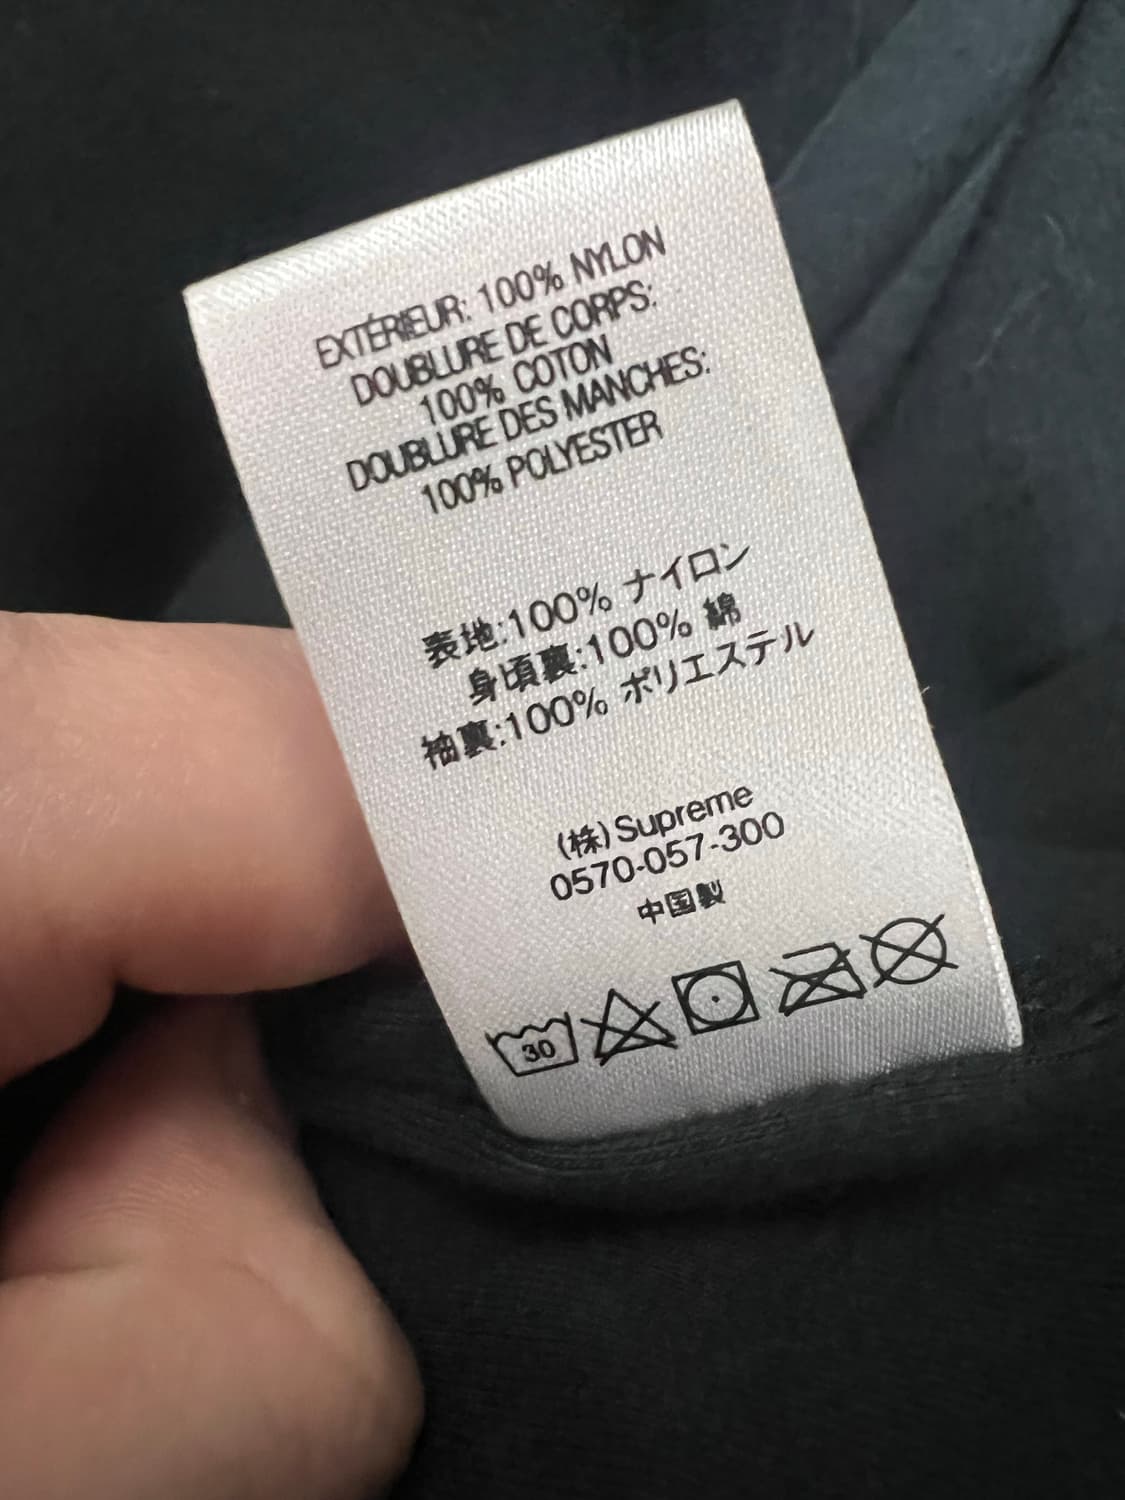 EXTÉRIEUR: 100% NYLON
DOUBLURE DE CORPS:
100% COTON
DOUBLURE DES MANCHES:
100% POLYESTER
表地:100% ナイロン
身頃裏:100% 綿
袖裏:100% ポリエステル
(株)Supreme
0570-057-300
中国製
30